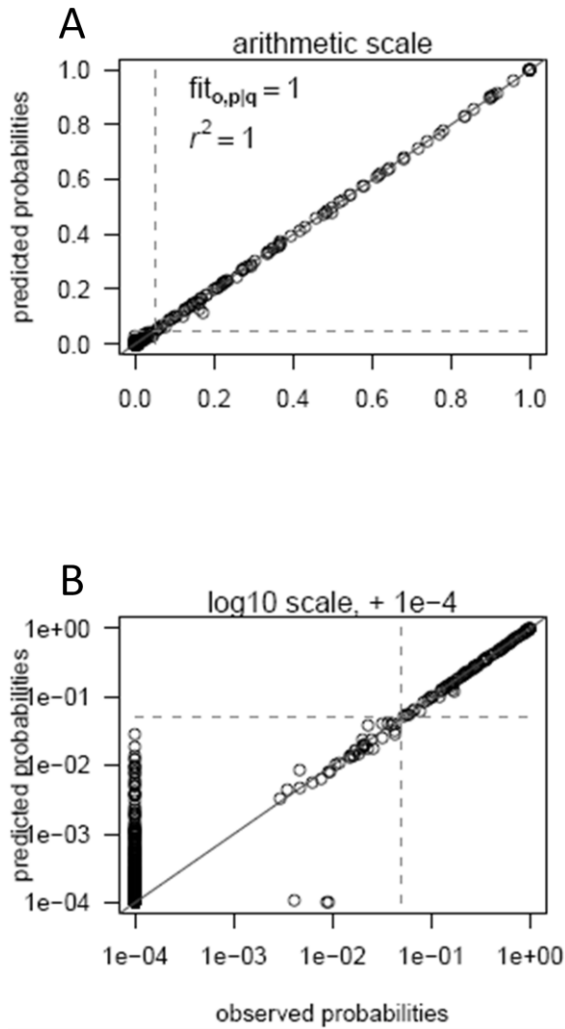 A
arithmetic scale
predicted probabilities
1.0
0.8
0.6
0.4
0.2
0.0
fito,p|q = 1
r² = 1
0.0 0.2 0.4 0.6 0.8 1.0
B
log10 scale, + 1e−4
predicted probabilities
1e+00
1e−01
1e−02
1e−03
1e−04
1e−04 1e−03 1e−02 1e−01 1e+00
observed probabilities